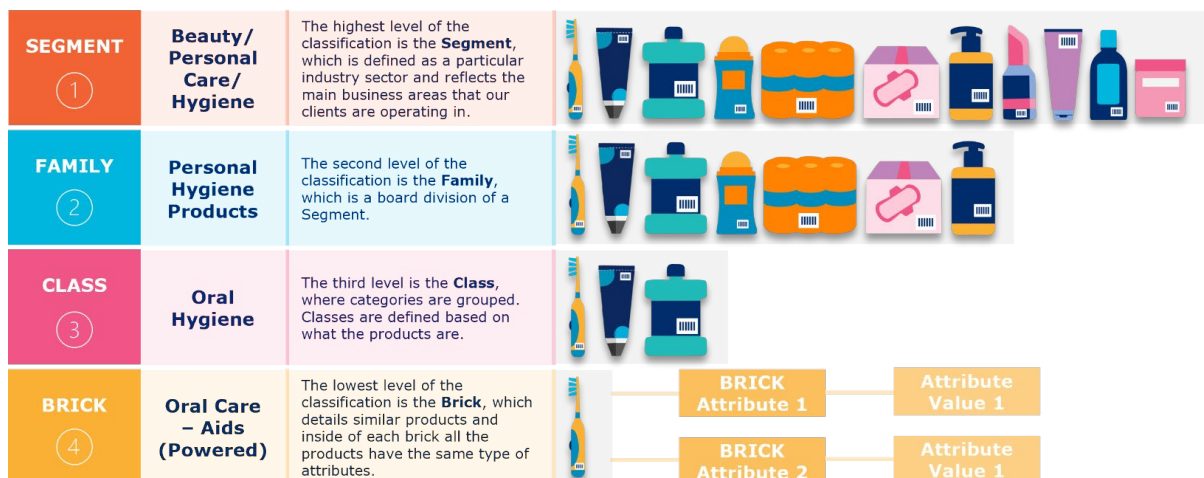 SEGMENT
1
Beauty/
Personal
Care/
Hygiene
The highest level of the
classification is the Segment,
which is defined as a particular
industry sector and reflects the
main business areas that our
clients are operating in.
FAMILY
2
Personal
Hygiene
Products
The second level of the
classification is the Family,
which is a board division of a
Segment.
CLASS
3
Oral
Hygiene
The third level is the Class,
where categories are grouped.
Classes are defined based on
what the products are.
BRICK
4
Oral Care
– Aids
(Powered)
The lowest level of the
classification is the Brick, which
details similar products and
inside of each brick all the
products have the same type of
attributes.
BRICK
Attribute 1
Attribute
Value 1
BRICK
Attribute 2
Attribute
Value 1